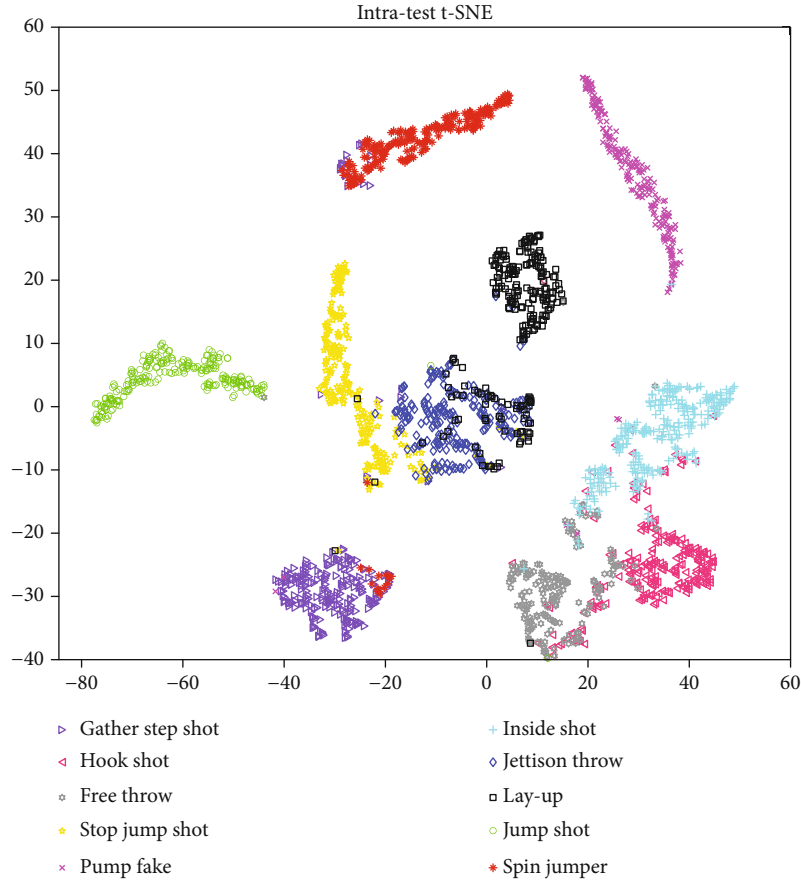 Intra-test t-SNE
60
50
40
30
20
10
0
−10
−20
−30
−40
−80 −60 −40 −20 0 20 40 60
Gather step shot
Hook shot
Free throw
Stop jump shot
Pump fake
Inside shot
Jettison throw
Lay-up
Jump shot
Spin jumper